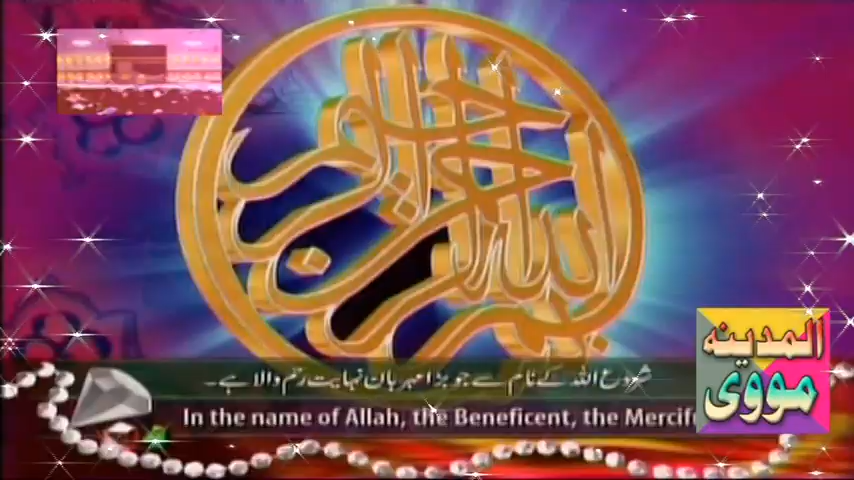 بسم الله الرحمن الرحيم
شروع اللہ کے نام سے جو بڑا مہربان نہایت رحم والا ہے۔
In the name of Allah, the Beneficent, the Mercif
المدینہ
مووی